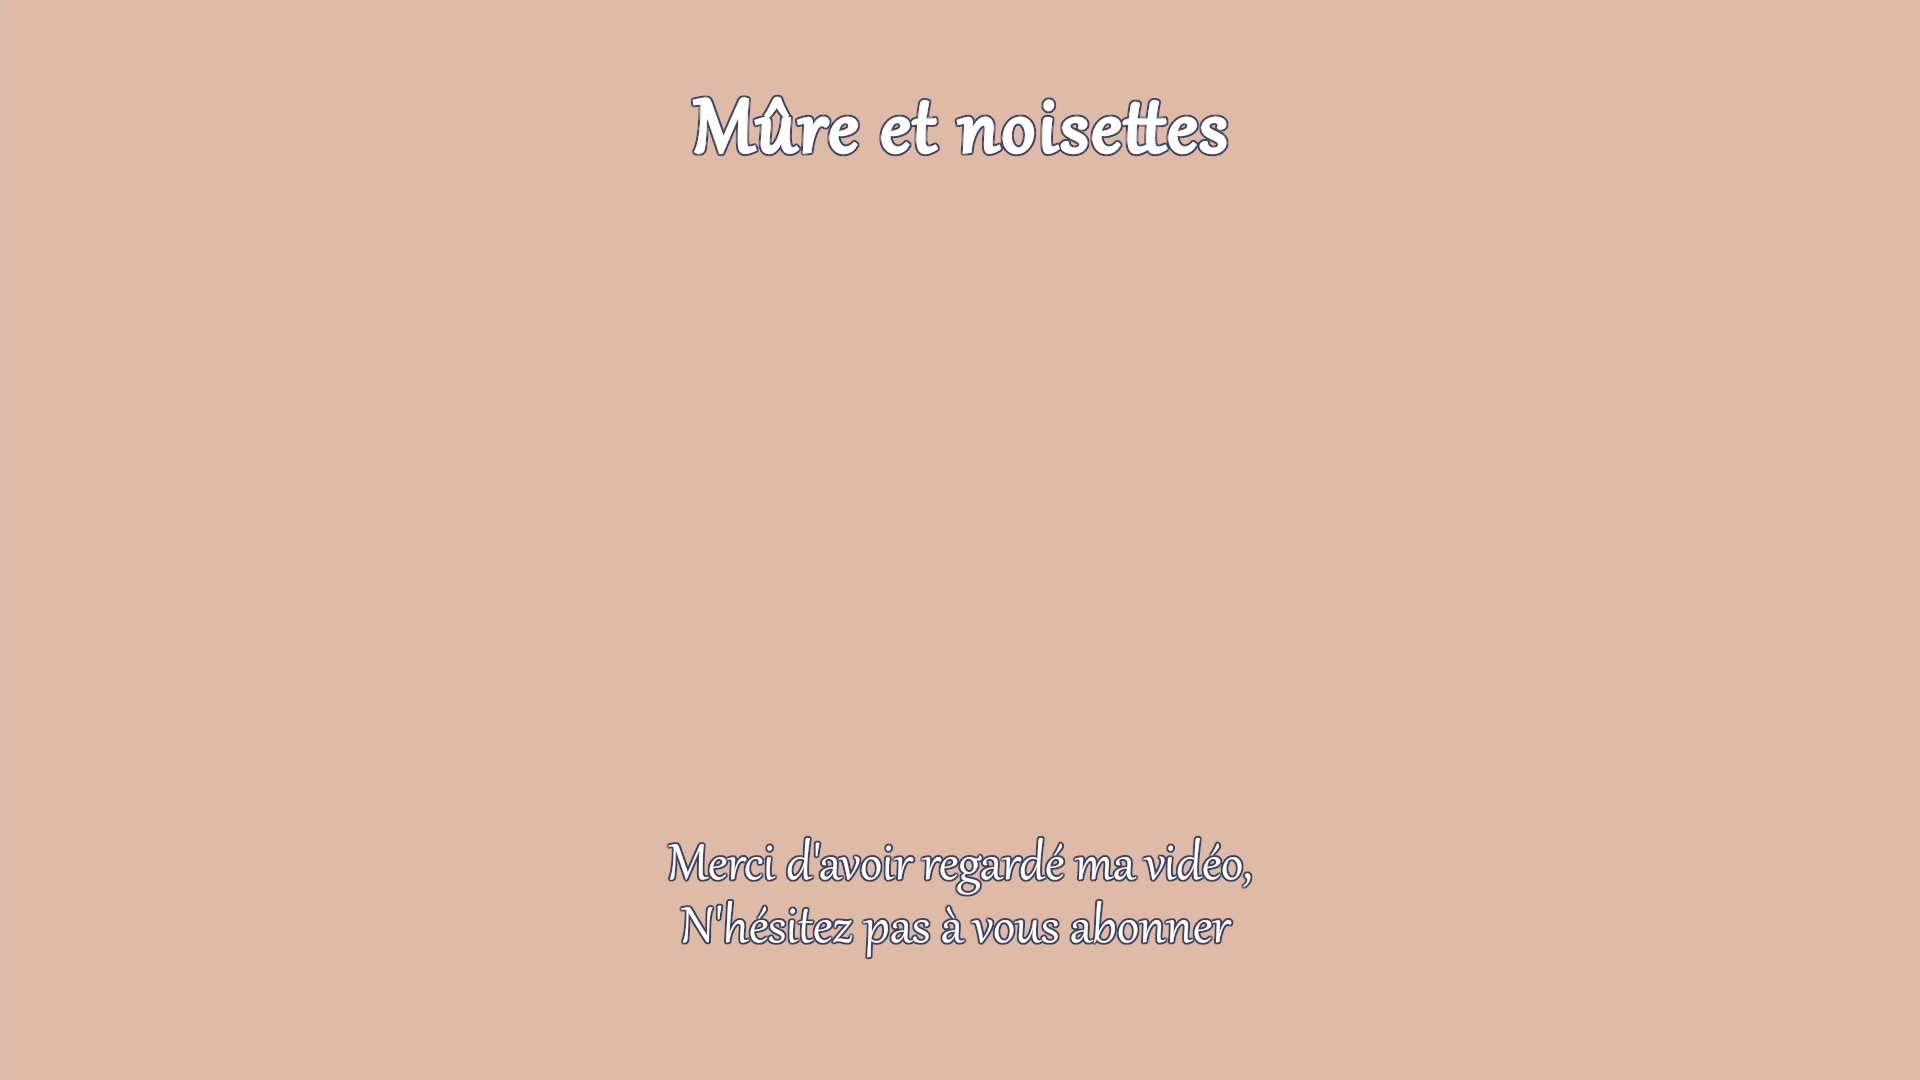 Mûre et noisettes
Merci d'avoir regardé ma vidéo,
N'hésitez pas à vous abonner